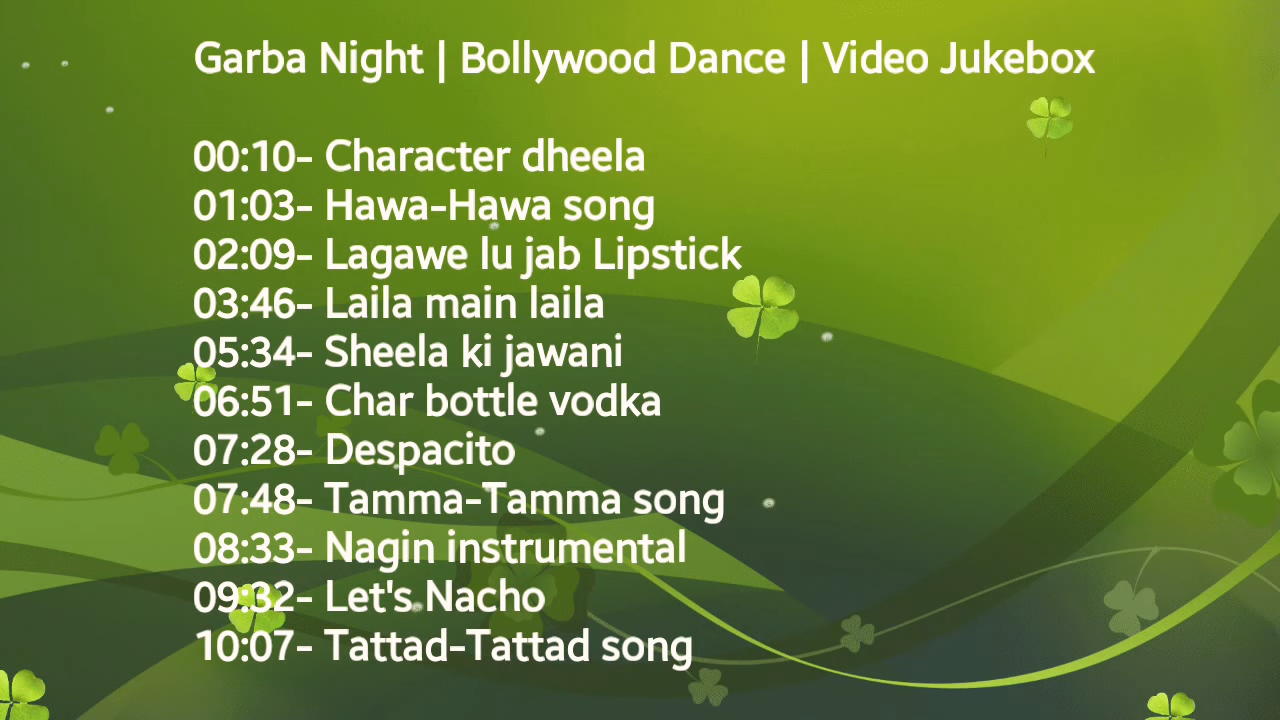 Garba Night | Bollywood Dance | Video Jukebox
00:10- Character dheela
01:03- Hawa-Hawa song
02:09- Lagawe lu jab Lipstick
03:46- Laila main laila
05:34- Sheela ki jawani
06:51- Char bottle vodka
07:28- Despacito
07:48- Tamma-Tamma song
08:33- Nagin instrumental
09:32- Let's Nacho
10:07- Tattad-Tattad song